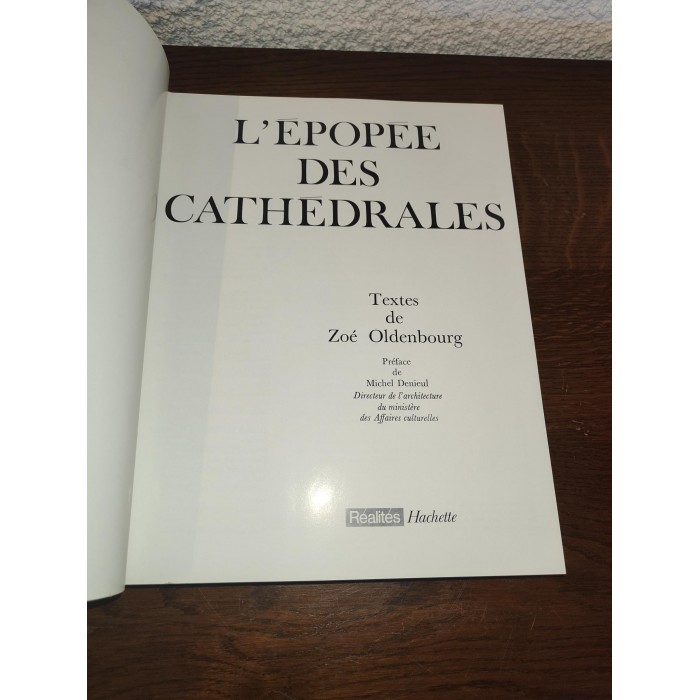 L'ÉPOPÉE
DES
CATHÉDRALES
Textes
de
Zoé Oldenbourg
Préface
de
Michel Denieul
Directeur de l'architecture
du ministère
des Affaires culturelles
Réalités Hachette